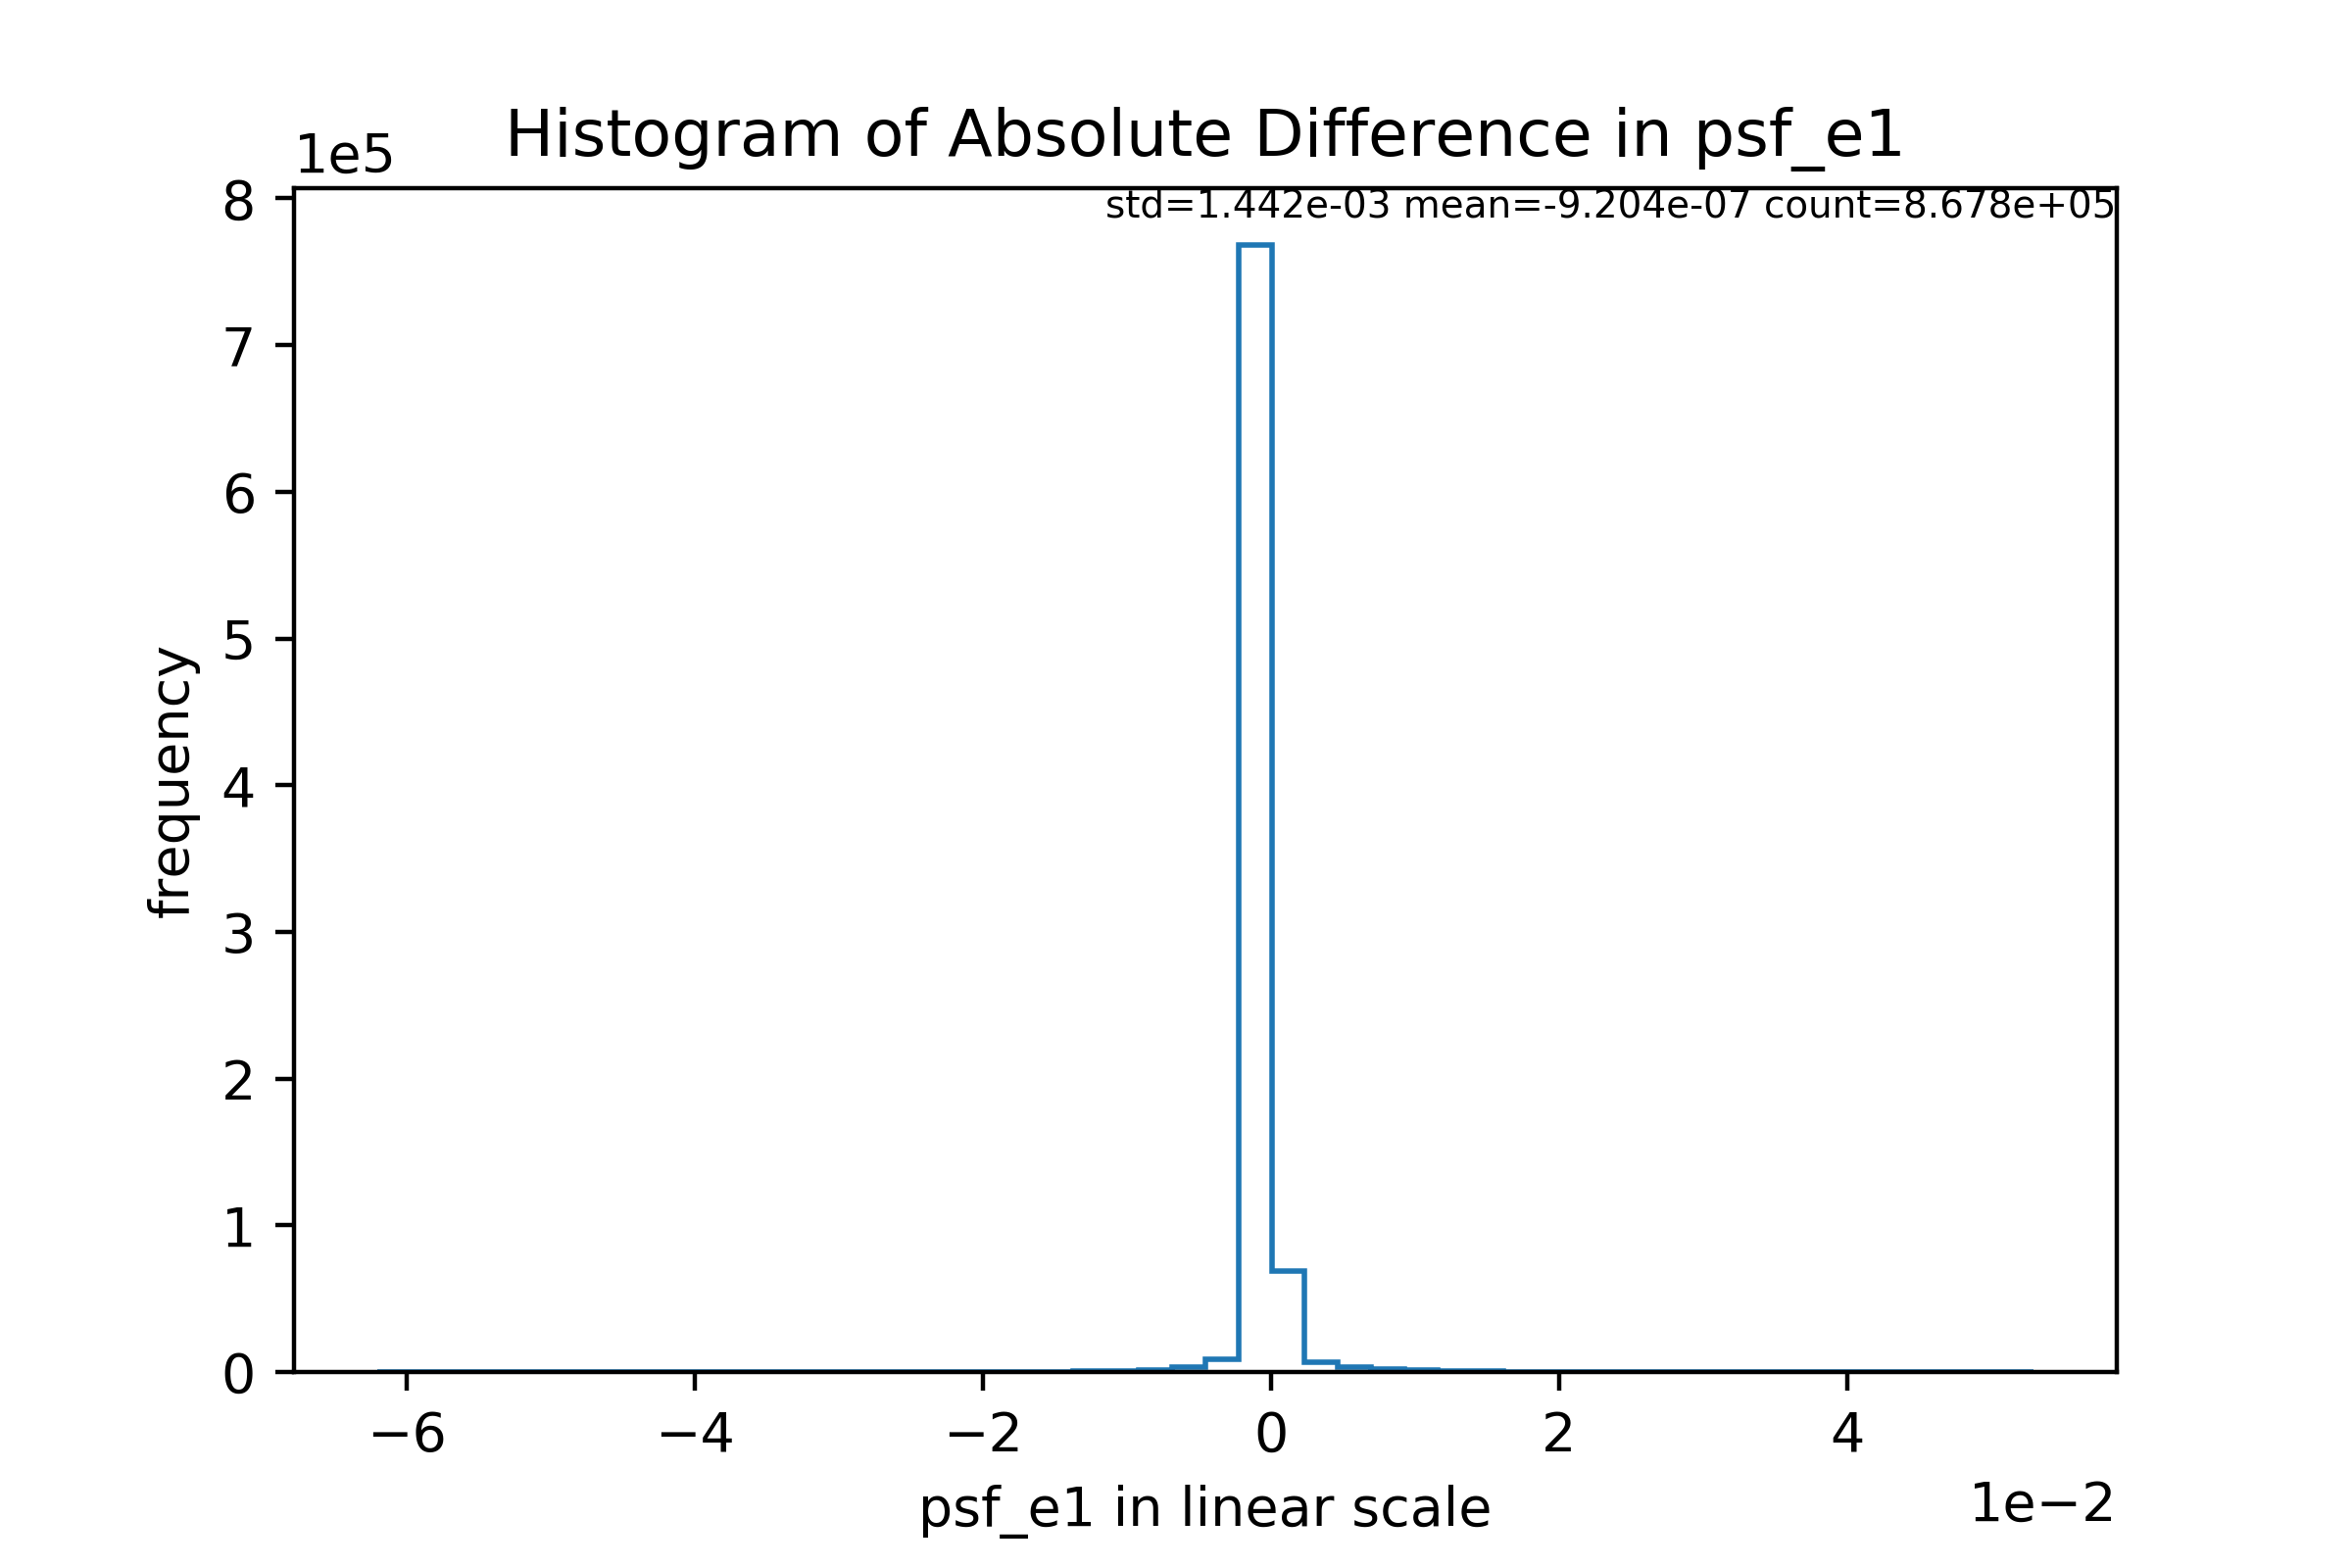 Histogram of Absolute Difference in psf_e1
1e5
std=1.442e-03 mean=-9.204e-07 count=8.678e+05
8
7
6
5
4
3
2
1
0
frequency
−6 −4 −2 0 2 4
psf_e1 in linear scale
1e−2